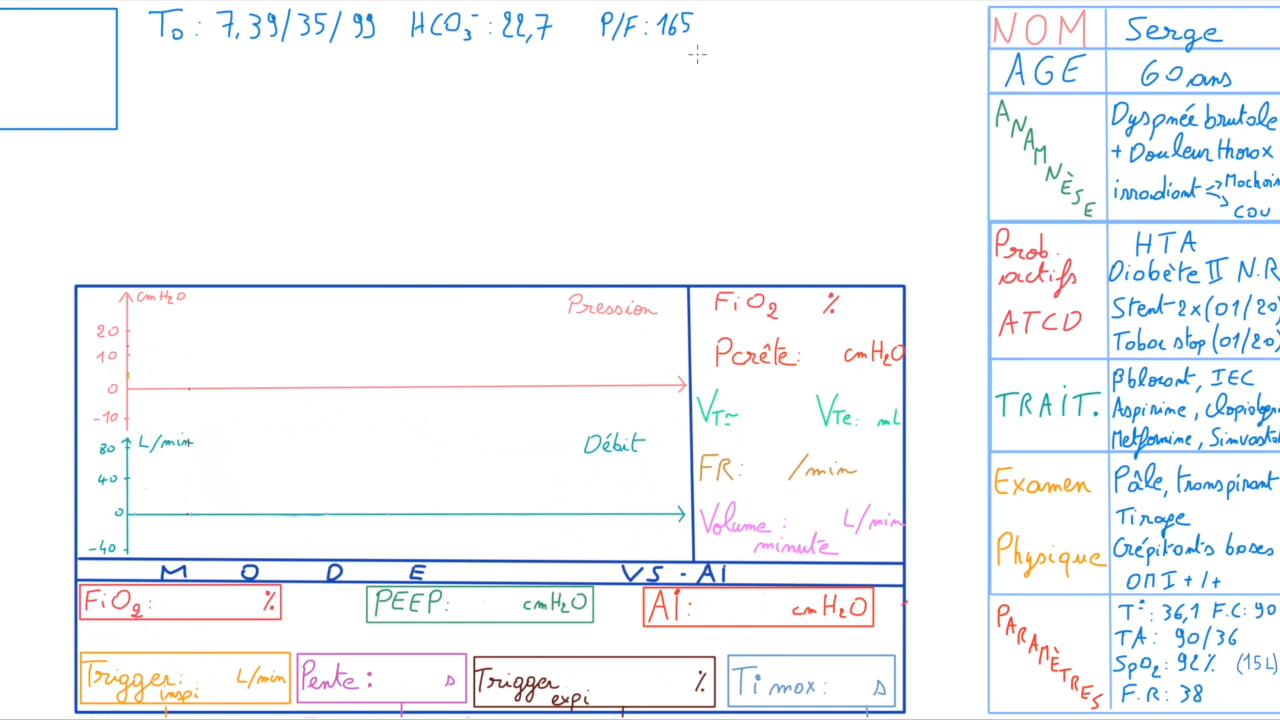 T0 : 7,39/35/99 HCO3- : 22,7 P/F : 165
cmH2O
Pression
20
10
0
-10
L/min
Débit
80
40
0
-40
FiO2 %
Pcrête : cmH2O
VT~ VTe : mL
FR : /min
Volume : L/min
minute
MODE VS-AI
FiO2 : % PEEP : cmH2O AI : cmH2O
Trigger : L/min
inspi
Pente : s
Trigger %
expi
Ti max : s
NOM Serge
AGE 60 ans
ANAMNÈSE
Dyspnée brutale
+ Douleur thorax
irradiant → Machoir
→ cou
Prob.
actifs
ATCD
HTA
Diabète II N.R
Stent 2x (01/20)
Tabac stop (01/20)
TRAIT.
βblocant, IEC
Aspirine, Clopidogr
Metformine, Simvasta
Examen
Physique
Pâle, transpirant
Tirage
Crépitants bases
OMI +/+
PARAMÈTRES
T° : 36,1 F.C : 90
TA : 90/36
SpO2 : 92% (15L)
F.R : 38